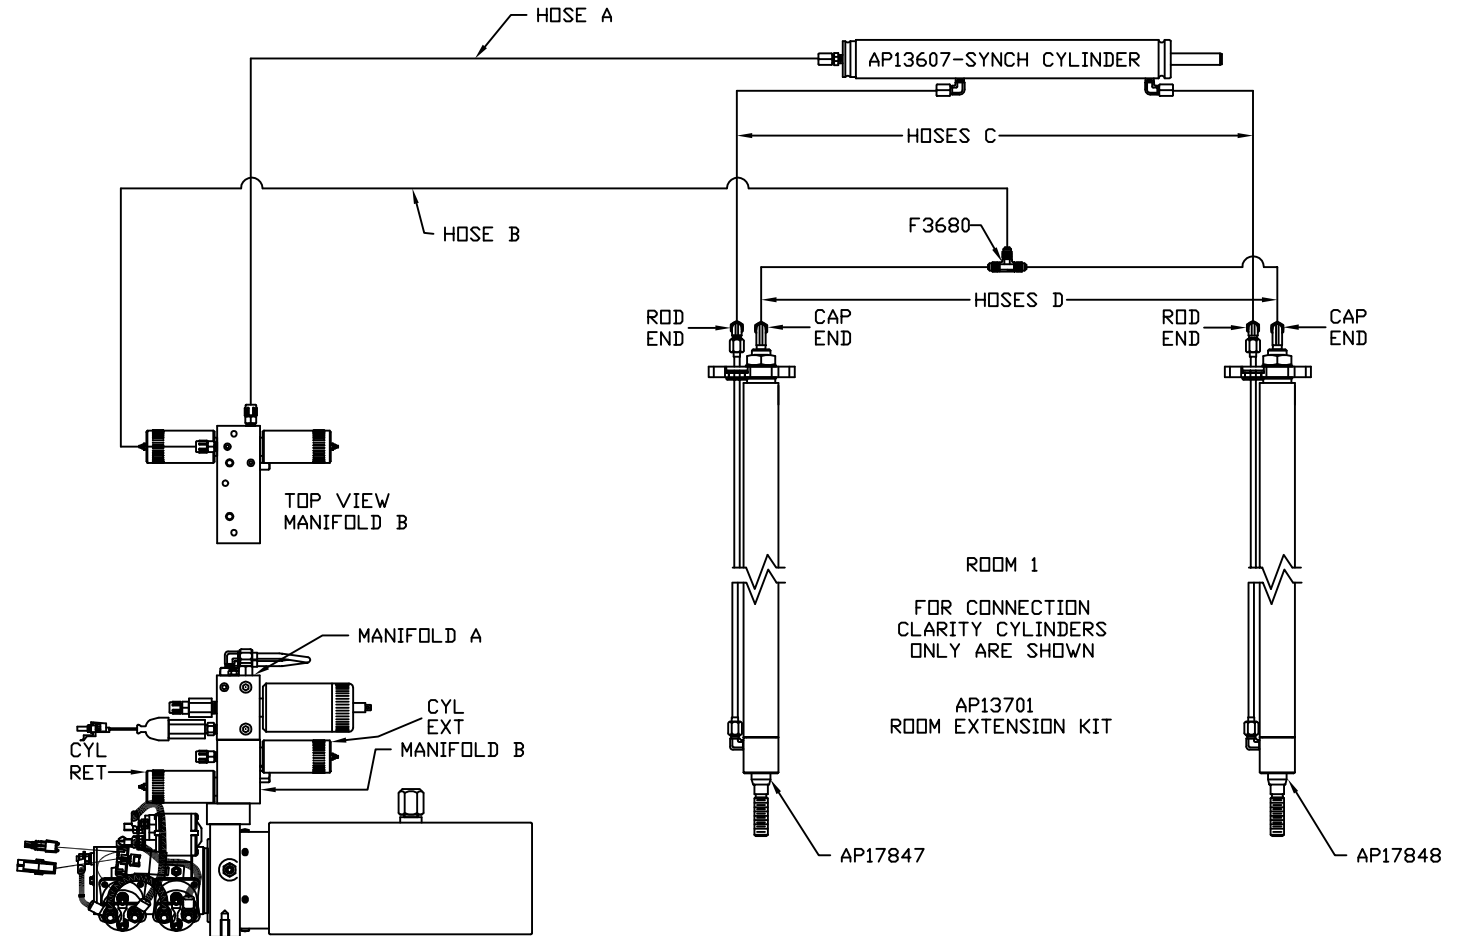 HOSE A
AP13607-SYNCH CYLINDER
HOSES C
HOSE B
F3680
HOSES D
ROD
END
CAP
END
ROD
END
CAP
END
TOP VIEW
MANIFOLD B
ROOM 1
FOR CONNECTION
CLARITY CYLINDERS
ONLY ARE SHOWN
AP13701
ROOM EXTENSION KIT
MANIFOLD A
CYL
EXT
MANIFOLD B
CYL
RET
AP17847
AP17848